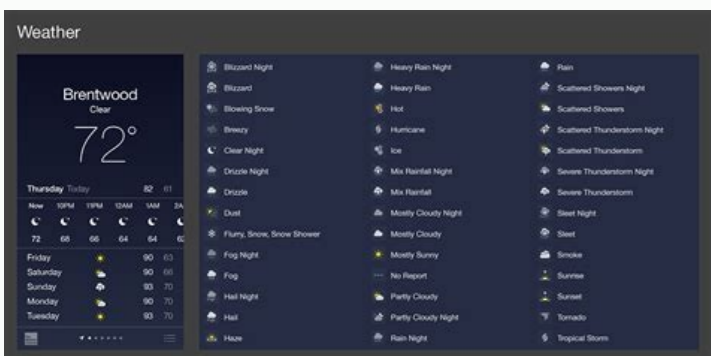 Weather
Brentwood
Clear
72°
Thursday Today 82 61
Now 10PM 11PM 12AM 1AM 2A
72 68 66 64 64 62
Friday 90 63
Saturday 90 66
Sunday 93 70
Monday 90 70
Tuesday 93 70
Blizzard Night
Blizzard
Blowing Snow
Breezy
Clear Night
Drizzle Night
Drizzle
Dust
Flurry, Snow, Snow Shower
Fog Night
Fog
Hail Night
Hail
Haze
Heavy Rain Night
Heavy Rain
Hot
Hurricane
Ice
Mix Rainfall Night
Mix Rainfall
Mostly Cloudy Night
Mostly Cloudy
Mostly Sunny
No Report
Partly Cloudy
Partly Cloudy Night
Rain Night
Rain
Scattered Showers Night
Scattered Showers
Scattered Thunderstorm Night
Scattered Thunderstorm
Severe Thunderstorm Night
Severe Thunderstorm
Sleet Night
Sleet
Smoke
Sunrise
Sunset
Tornado
Tropical Storm